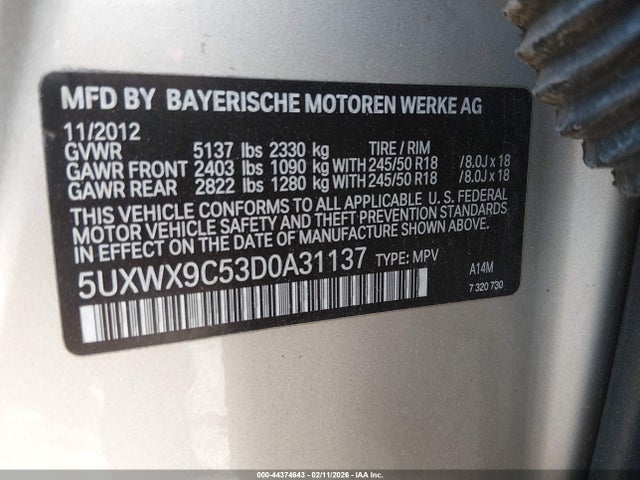 MFD BY BAYERISCHE MOTOREN WERKE AG
11/2012
GVWR 5137 lbs 2330 kg TIRE / RIM
GAWR FRONT 2403 lbs 1090 kg WITH 245/50 R18 /8.0J x 18
GAWR REAR 2822 lbs 1280 kg WITH 245/50 R18 /8.0J x 18
THIS VEHICLE CONFORMS TO ALL APPLICABLE U. S. FEDERAL
MOTOR VEHICLE SAFETY AND THEFT PREVENTION STANDARDS
IN EFFECT ON THE DATE OF MANUFACTURE SHOWN ABOVE.
5UXWX9C53D0A31137 TYPE: MPV
A14M
7 320 730
000-44374643 - 02/11/2026 - IAA Inc.